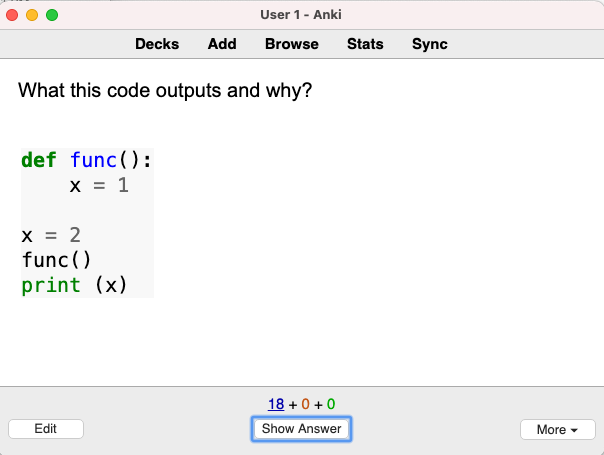 User 1 - Anki
Decks Add Browse Stats Sync
What this code outputs and why?
def func():
    x = 1
x = 2
func()
print (x)
18 + 0 + 0
Edit Show Answer More